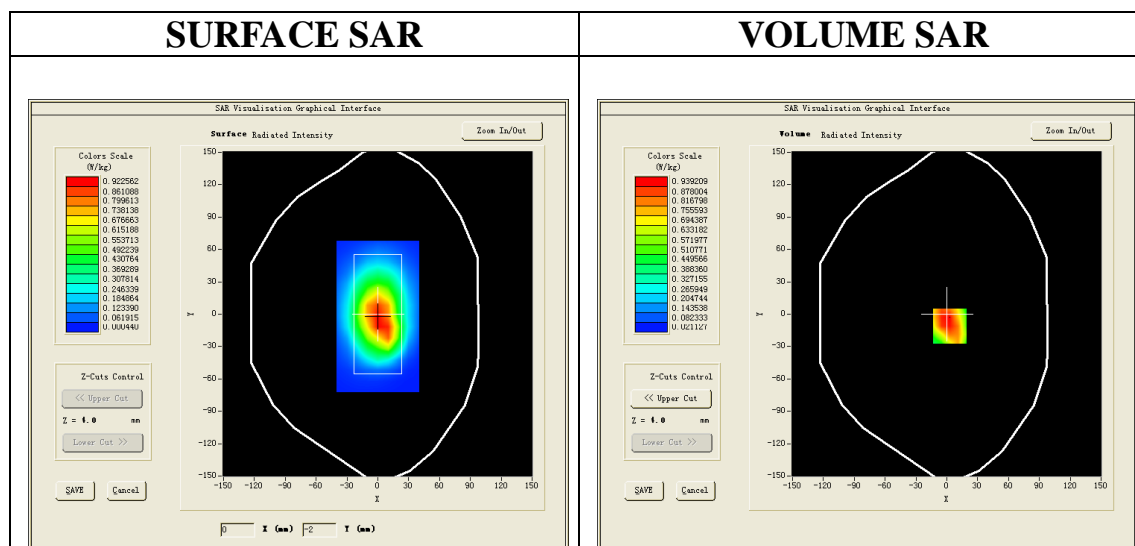 SURFACE SAR
VOLUME SAR
SAR Visualisation Graphical Interface
Surface Radiated Intensity
Zoom In/Out
Colors Scale
(W/kg)
0.922562
0.861088
0.799613
0.738138
0.676663
0.615188
0.553713
0.492239
0.430764
0.369289
0.307814
0.246339
0.184864
0.123390
0.061915
0.000440
150
120
90
60
30
0
-30
-60
-90
-120
-150
Y
-150 -120 -90 -60 -30 0 30 60 90 120 150
X
Z-Cuts Control
<< Upper Cut
Z = 4.0 mm
Lower Cut >>
SAVE Cancel
0 X (mm) -2 Y (mm)
SAR Visualisation Graphical Interface
Volume Radiated Intensity
Zoom In/Out
Colors Scale
(W/kg)
0.939209
0.878004
0.816798
0.755593
0.694387
0.633182
0.571977
0.510771
0.449566
0.388360
0.327155
0.265949
0.204744
0.143538
0.082333
0.021127
150
120
90
60
30
0
-30
-60
-90
-120
-150
Y
-150 -120 -90 -60 -30 0 30 60 90 120 150
X
Z-Cuts Control
<< Upper Cut
Z = 4.0 mm
Lower Cut >>
SAVE Cancel